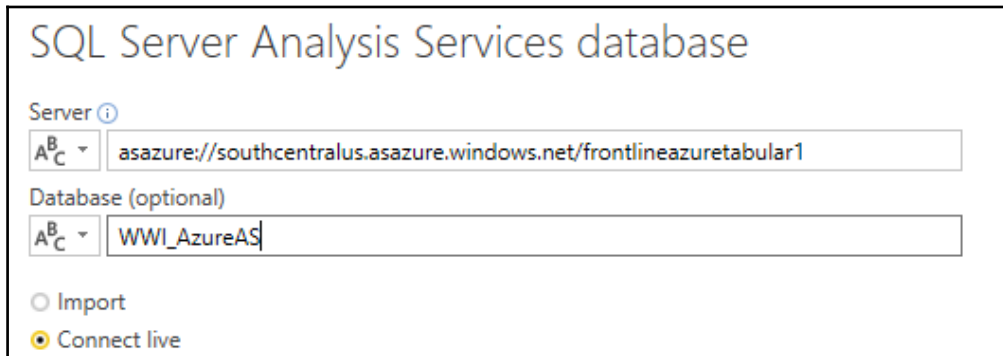 SQL Server Analysis Services database
Server
ABC asazure://southcentralus.asazure.windows.net/frontlineazuretabular1
Database (optional)
ABC WWI_AzureAS
Import
Connect live